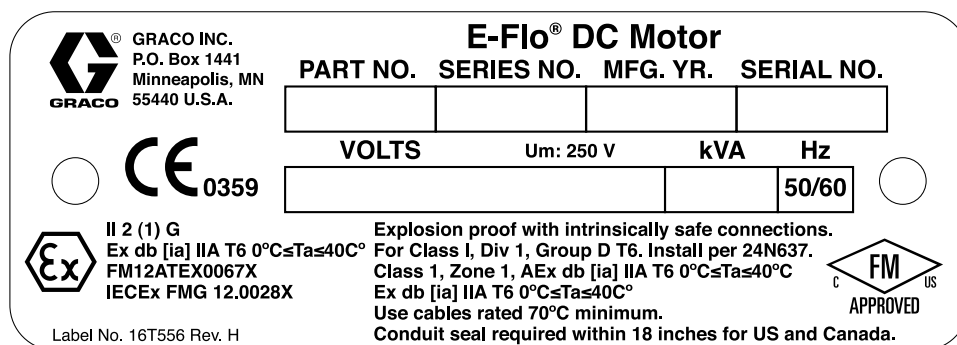 E-Flo® DC Motor
® GRACO INC.
P.O. Box 1441
Minneapolis, MN
55440 U.S.A.
GRACO
PART NO. SERIES NO. MFG. YR. SERIAL NO.
VOLTS Um: 250 V kVA Hz
50/60
CE 0359
II 2 (1) G
Ex db [ia] IIA T6 0°C≤Ta≤40C°
FM12ATEX0067X
IECEx FMG 12.0028X
Ex
Label No. 16T556 Rev. H
Explosion proof with intrinsically safe connections.
For Class I, Div 1, Group D T6. Install per 24N637.
Class 1, Zone 1, AEx db [ia] IIA T6 0°C≤Ta≤40°C
Ex db [ia] IIA T6 0°C≤Ta≤40C°
Use cables rated 70°C minimum.
Conduit seal required within 18 inches for US and Canada.
FM
C US
APPROVED